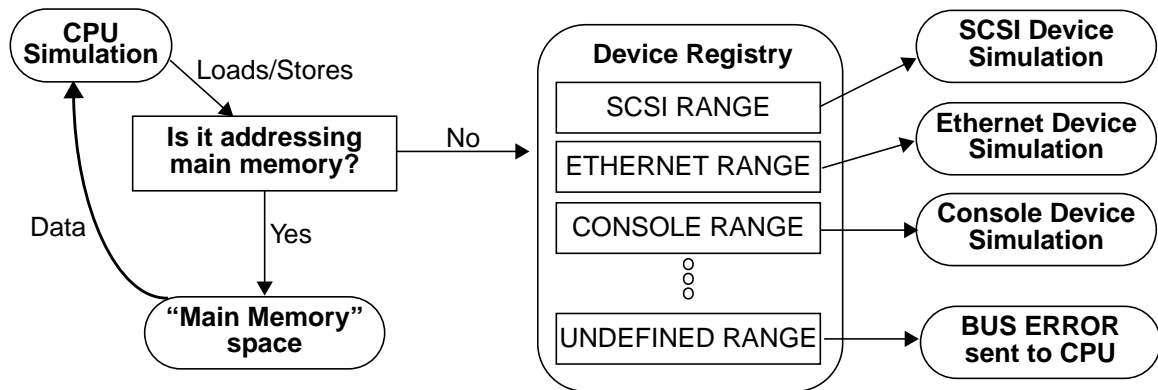 CPU
Simulation
Loads/Stores
Is it addressing
main memory?
No
Yes
Data
“Main Memory”
space
Device Registry
SCSI RANGE
ETHERNET RANGE
CONSOLE RANGE
UNDEFINED RANGE
SCSI Device
Simulation
Ethernet Device
Simulation
Console Device
Simulation
BUS ERROR
sent to CPU